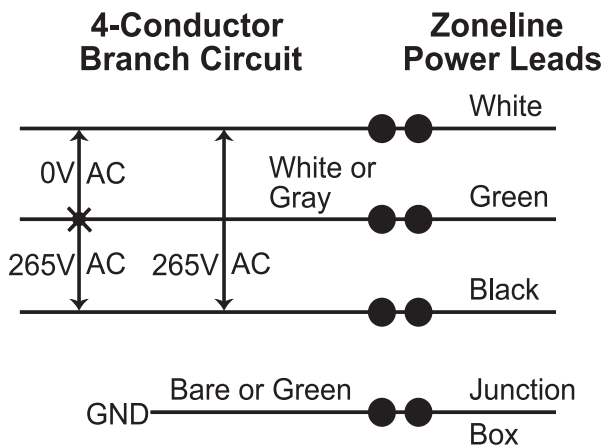 4-Conductor
Branch Circuit
Zoneline
Power Leads
White
0V AC
White or
Gray
Green
265V AC
265V AC
Black
GND
Bare or Green
Junction
Box